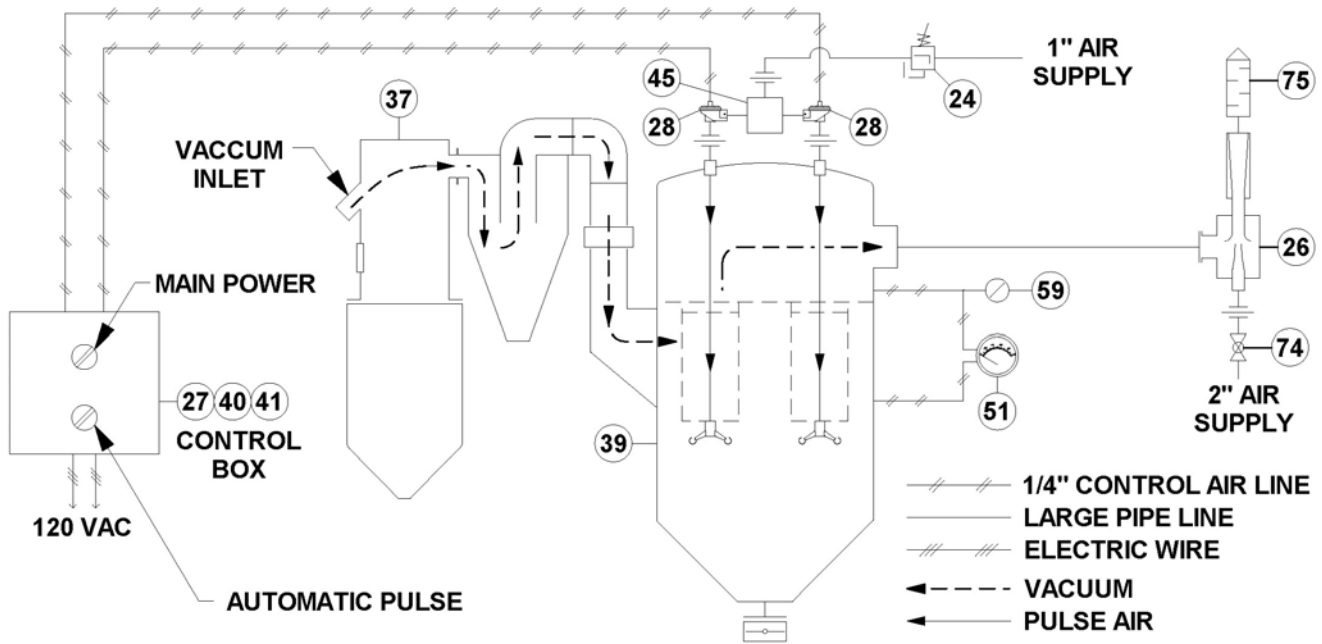 1" AIR
SUPPLY
45
24
75
37
28
28
VACCUM
INLET
26
MAIN POWER
59
74
27 40 41
51
2" AIR
SUPPLY
CONTROL
BOX
39
1/4" CONTROL AIR LINE
LARGE PIPE LINE
120 VAC
ELECTRIC WIRE
VACUUM
AUTOMATIC PULSE
PULSE AIR